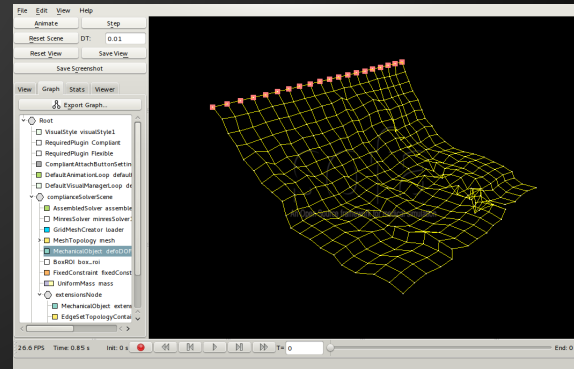 File Edit View Help
Animate Step
Reset Scene DT: 0.01
Reset View Save View
Save Screenshot
View Graph Stats Viewer
Export Graph...
Root
VisualStyle visualStyle1
RequiredPlugin Compliant
RequiredPlugin Flexible
CompliantAttachButtonSettin
DefaultAnimationLoop defaul
DefaultVisualManagerLoop de
complianceSolverScene
AssembledSolver assemble
MinresSolver minresSolver
GridMeshCreator loader
MeshTopology mesh
MechanicalObject defoDOF
BoxROI box_roi
FixedConstraint fixedConst
UniformMass mass
extensionsNode
MechanicalObject extens
EdgeSetTopologyContai
26.6 FPS Time: 0.85 s Init: 0 s T= 0 End: 0